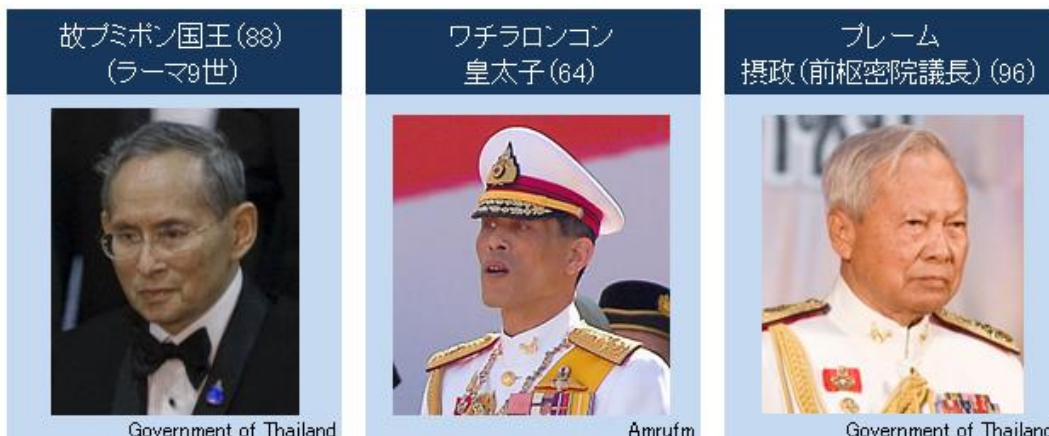 故プミポン国王(88)
(ラーマ9世)
Government of Thailand
ワチラロンコン
皇太子(64)
Amrufm
プレーム
摂政(前枢密院議長)(96)
Government of Thailand